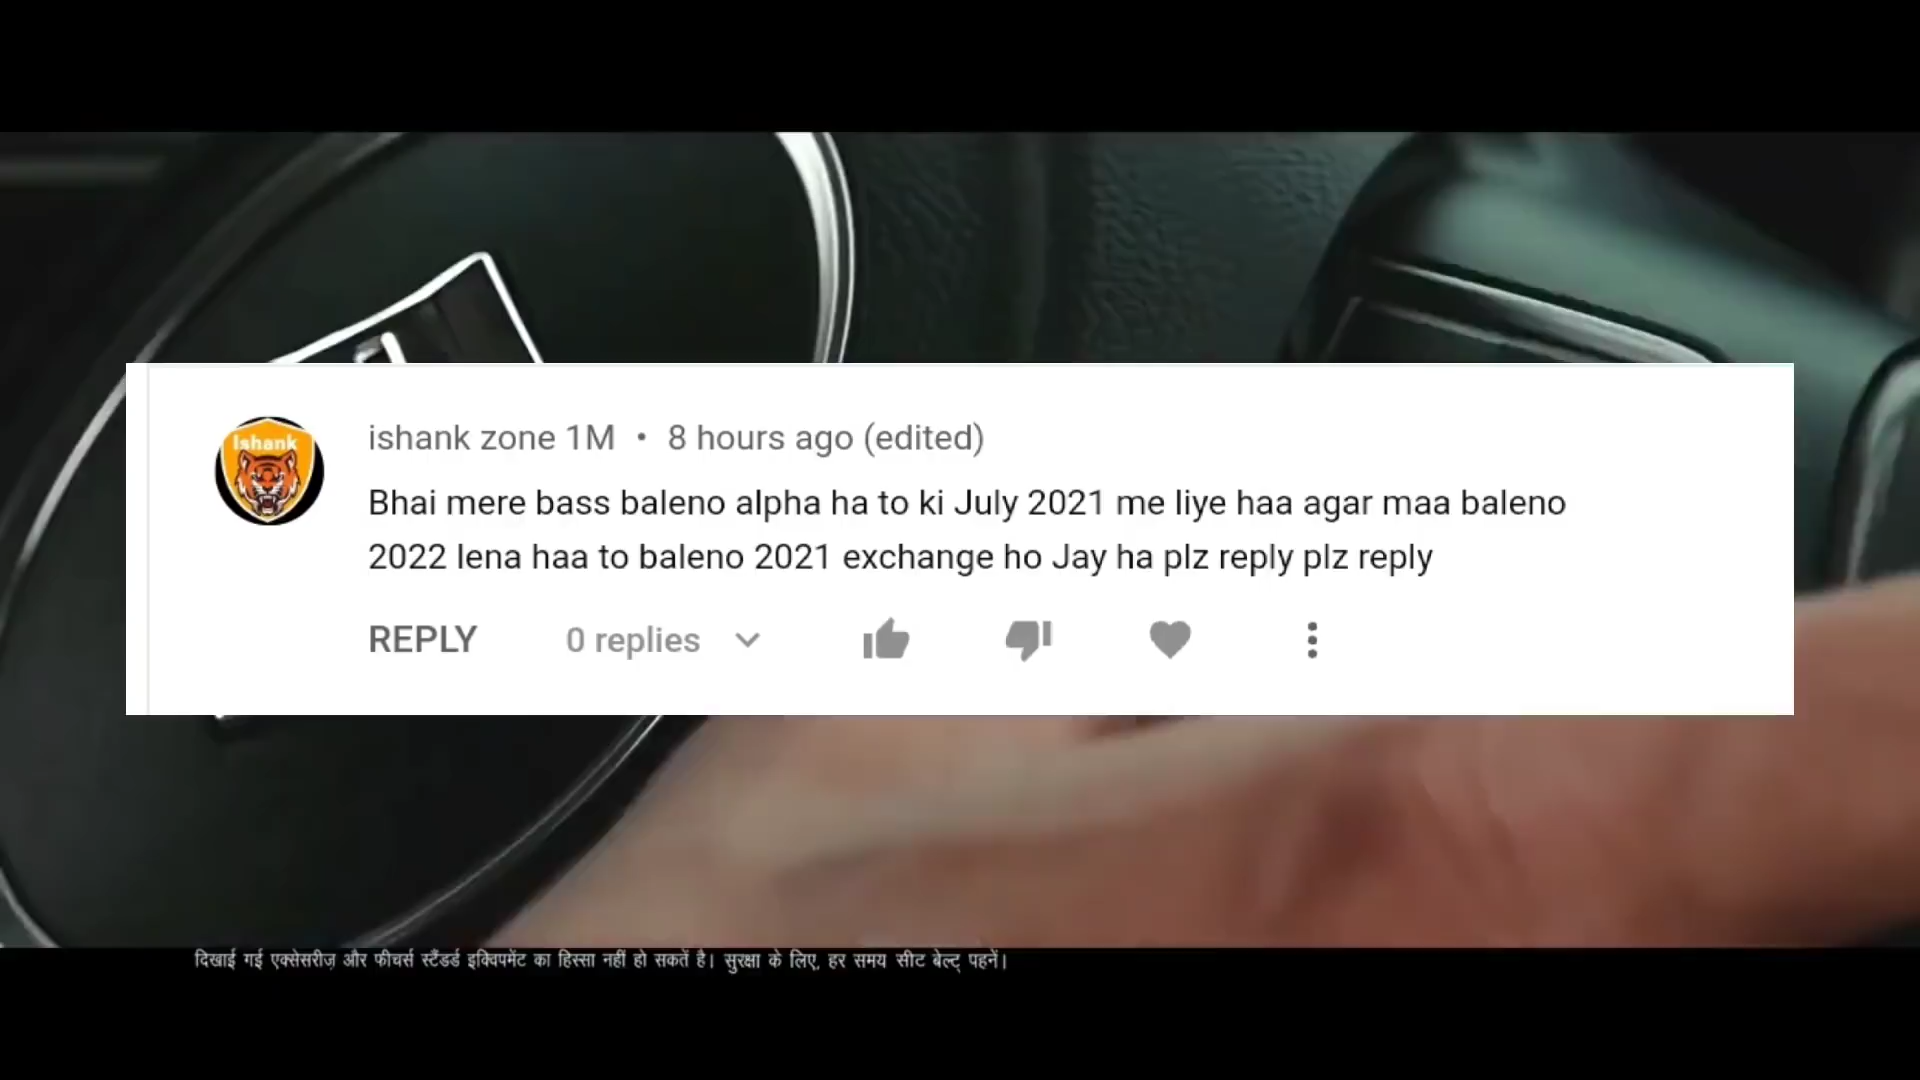 Ishank
ishank zone 1M • 8 hours ago (edited)
Bhai mere bass baleno alpha ha to ki July 2021 me liye haa agar maa baleno
2022 lena haa to baleno 2021 exchange ho Jay ha plz reply plz reply
REPLY 0 replies
दिखाई गई एक्सेसरीज़ और फीचर्स स्टैंडर्ड इक्विपमेंट का हिस्सा नहीं हो सकतें है। सुरक्षा के लिए, हर समय सीट बेल्ट् पहनें।